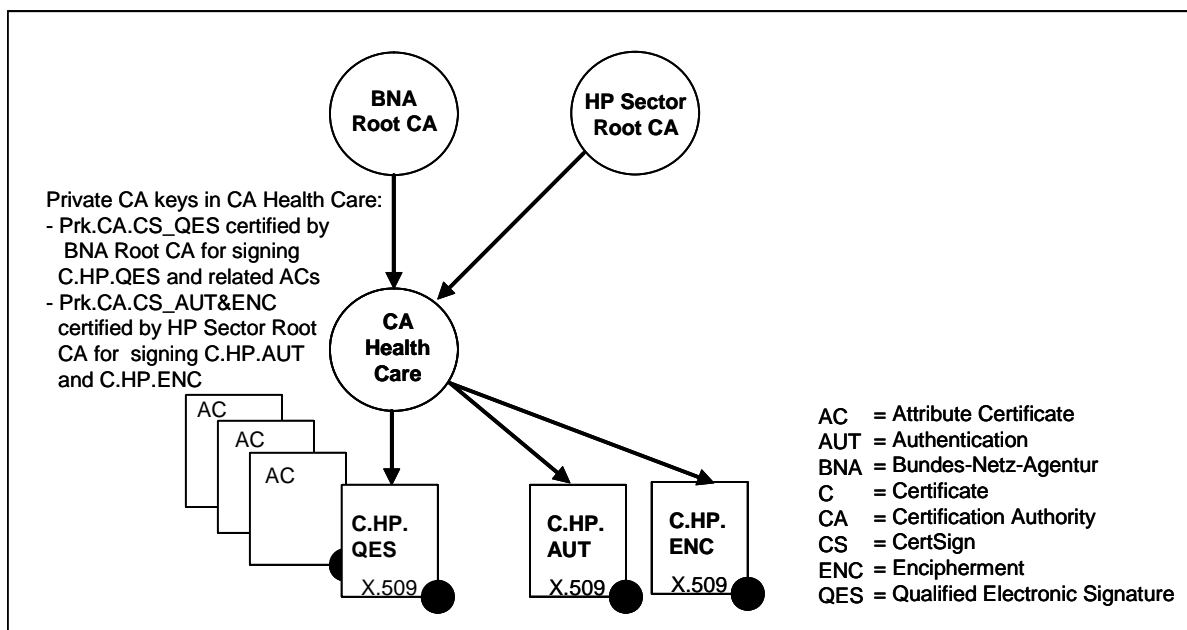 BNA
Root CA
HP Sector
Root CA
Private CA keys in CA Health Care:
- Prk.CA.CS_QES certified by
BNA Root CA for signing
C.HP.QES and related ACs
- Prk.CA.CS_AUT&ENC
certified by HP Sector Root
CA for signing C.HP.AUT
and C.HP.ENC
CA
Health
Care
AC
AC
AC
C.HP.
QES
X.509
C.HP.
AUT
X.509
C.HP.
ENC
X.509
AC = Attribute Certificate
AUT = Authentication
BNA = Bundes-Netz-Agentur
C = Certificate
CA = Certification Authority
CS = CertSign
ENC = Encipherment
QES = Qualified Electronic Signature